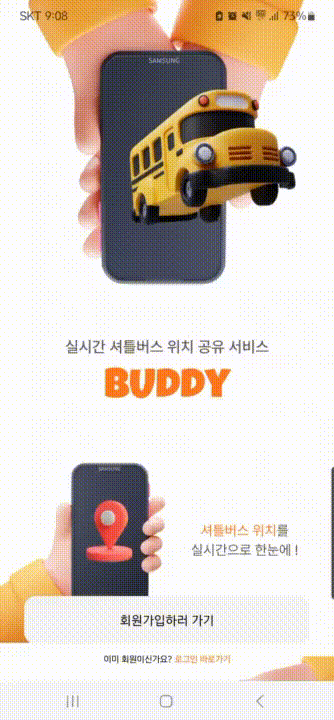 SKT 9:08 73%
SAMSUNG
실시간 셔틀버스 위치 공유 서비스
BUDDY
SAMSUNG
셔틀버스 위치를
실시간으로 한눈에 !
회원가입하러 가기
이미 회원이신가요? 로그인 바로가기